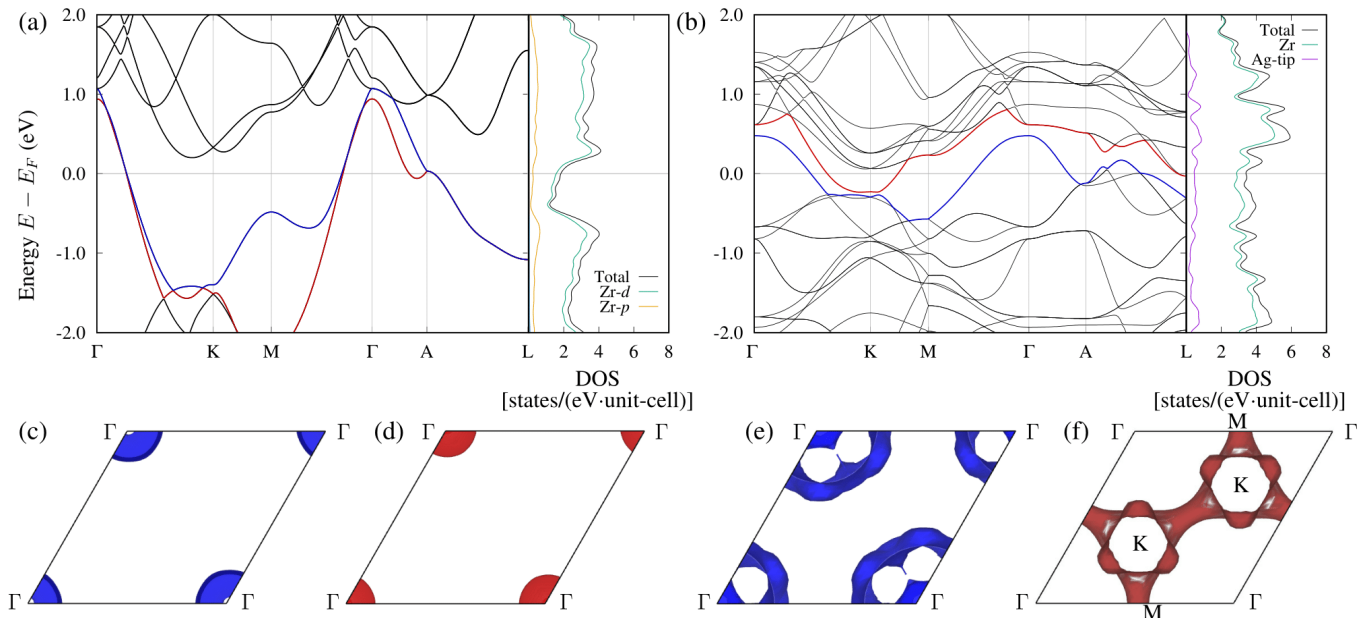 (a)
Energy E − E_F (eV)
2.0
1.0
0.0
-1.0
-2.0
Γ K M Γ A L
Total
Zr-d
Zr-p
2 4 6 8
DOS
[states/(eV·unit-cell)]
(b)
2.0
1.0
0.0
-1.0
-2.0
Γ K M Γ A L
Total
Zr
Ag-tip
2 4 6 8
DOS
[states/(eV·unit-cell)]
(c)
Γ Γ
Γ Γ
(d)
Γ
Γ Γ
(e)
Γ Γ
Γ Γ
(f)
M
Γ Γ
K
K
M
Γ